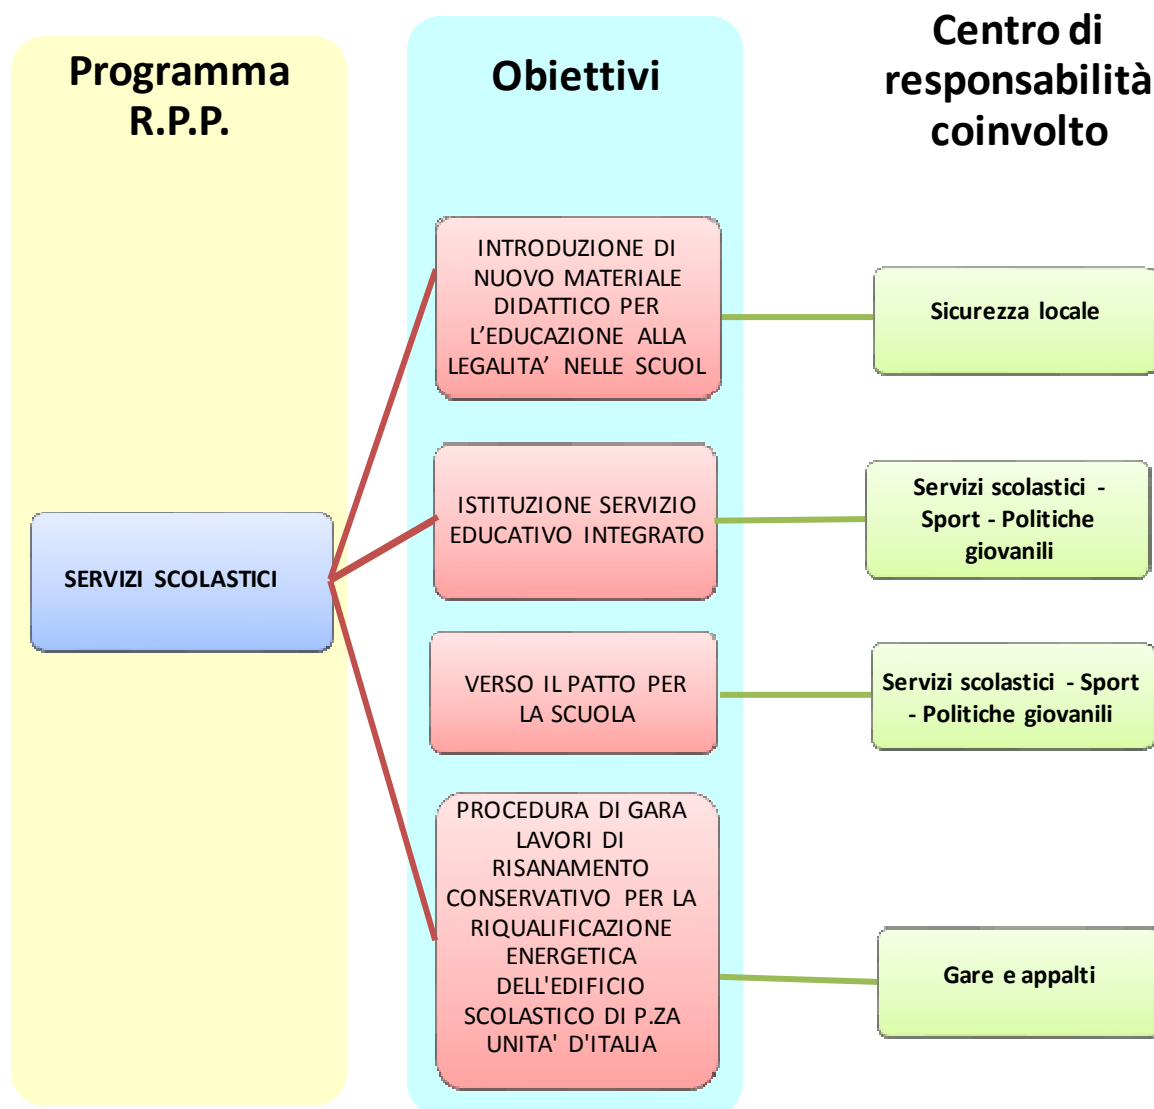 Programma
R.P.P.
Obiettivi
Centro di
responsabilità
coinvolto
SERVIZI SCOLASTICI
INTRODUZIONE DI
NUOVO MATERIALE
DIDATTICO PER
L’EDUCAZIONE ALLA
LEGALITA’ NELLE SCUOL
Sicurezza locale
ISTITUZIONE SERVIZIO
EDUCATIVO INTEGRATO
Servizi scolastici -
Sport - Politiche
giovanili
VERSO IL PATTO PER
LA SCUOLA
Servizi scolastici - Sport
- Politiche giovanili
PROCEDURA DI GARA
LAVORI DI
RISANAMENTO
CONSERVATIVO PER LA
RIQUALIFICAZIONE
ENERGETICA
DELL'EDIFICIO
SCOLASTICO DI P.ZA
UNITA' D'ITALIA
Gare e appalti